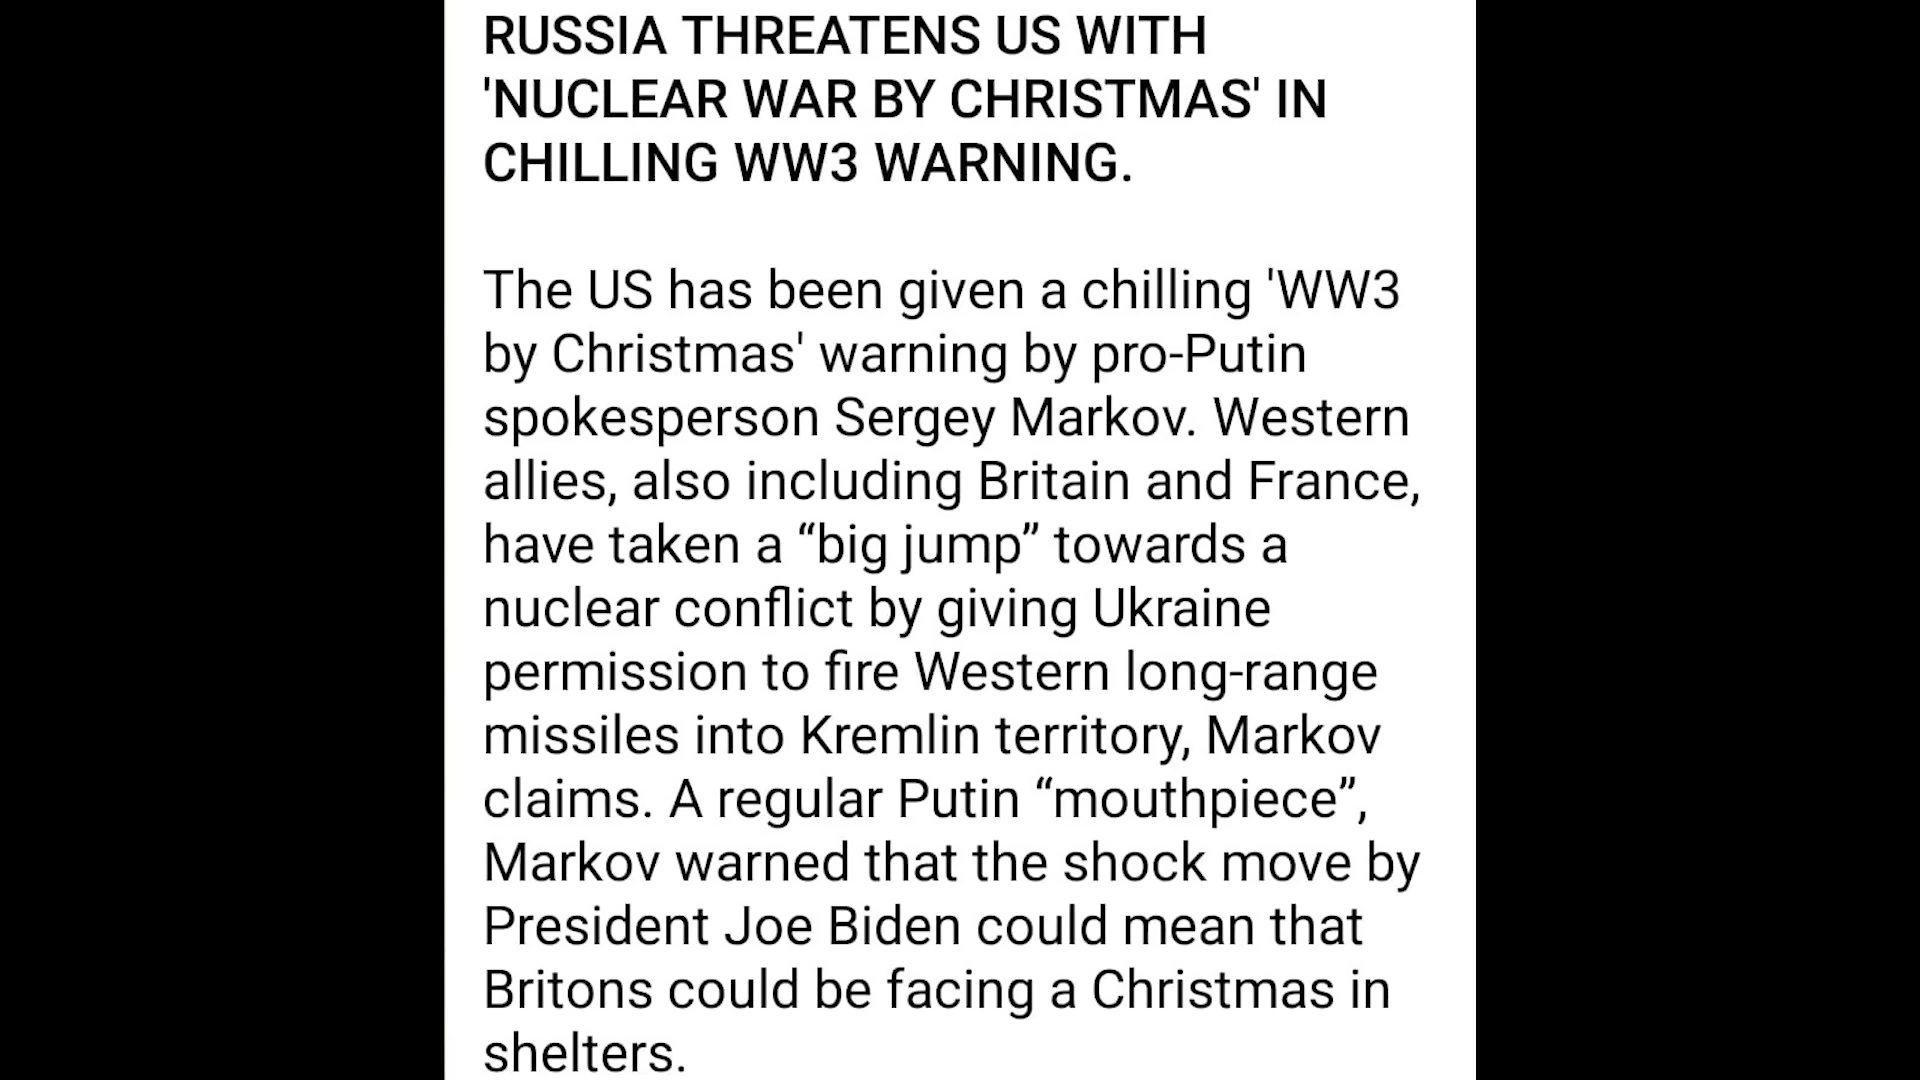 RUSSIA THREATENS US WITH
'NUCLEAR WAR BY CHRISTMAS' IN
CHILLING WW3 WARNING.
The US has been given a chilling 'WW3
by Christmas' warning by pro-Putin
spokesperson Sergey Markov. Western
allies, also including Britain and France,
have taken a “big jump” towards a
nuclear conflict by giving Ukraine
permission to fire Western long-range
missiles into Kremlin territory, Markov
claims. A regular Putin “mouthpiece”,
Markov warned that the shock move by
President Joe Biden could mean that
Britons could be facing a Christmas in
shelters.